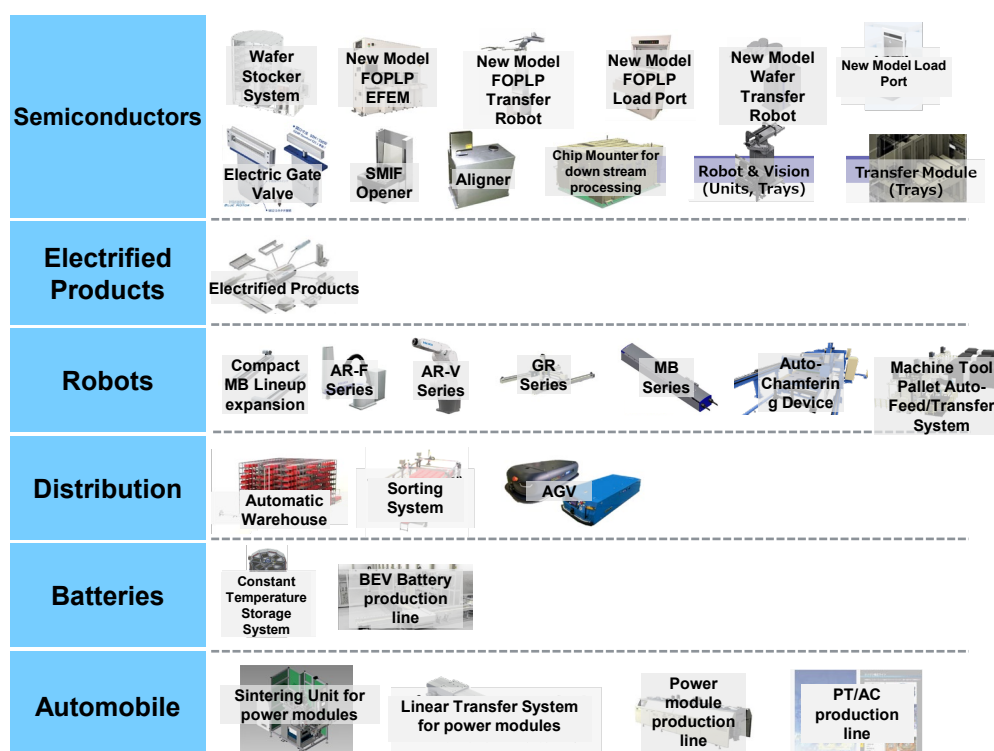 Semiconductors
Wafer
Stocker
System
New Model
FOPLP
EFEM
New Model
FOPLP
Transfer
Robot
New Model
FOPLP
Load Port
New Model
Wafer
Transfer
Robot
New Model Load
Port
Electric Gate
Valve
SMIF
Opener
Aligner
Chip Mounter for
down stream
processing
Robot & Vision
(Units, Trays)
Transfer Module
(Trays)
Electrified
Products
Electrified Products
Robots
Compact
MB Lineup
expansion
AR-F
Series
AR-V
Series
GR
Series
MB
Series
Auto-
Chamferin
g Device
Machine Tool
Pallet Auto-
Feed/Transfer
System
Distribution
Automatic
Warehouse
Sorting
System
AGV
Batteries
Constant
Temperature
Storage
System
BEV Battery
production
line
Automobile
Sintering Unit for
power modules
Linear Transfer System
for power modules
Power
module
production
line
PT/AC
production
line